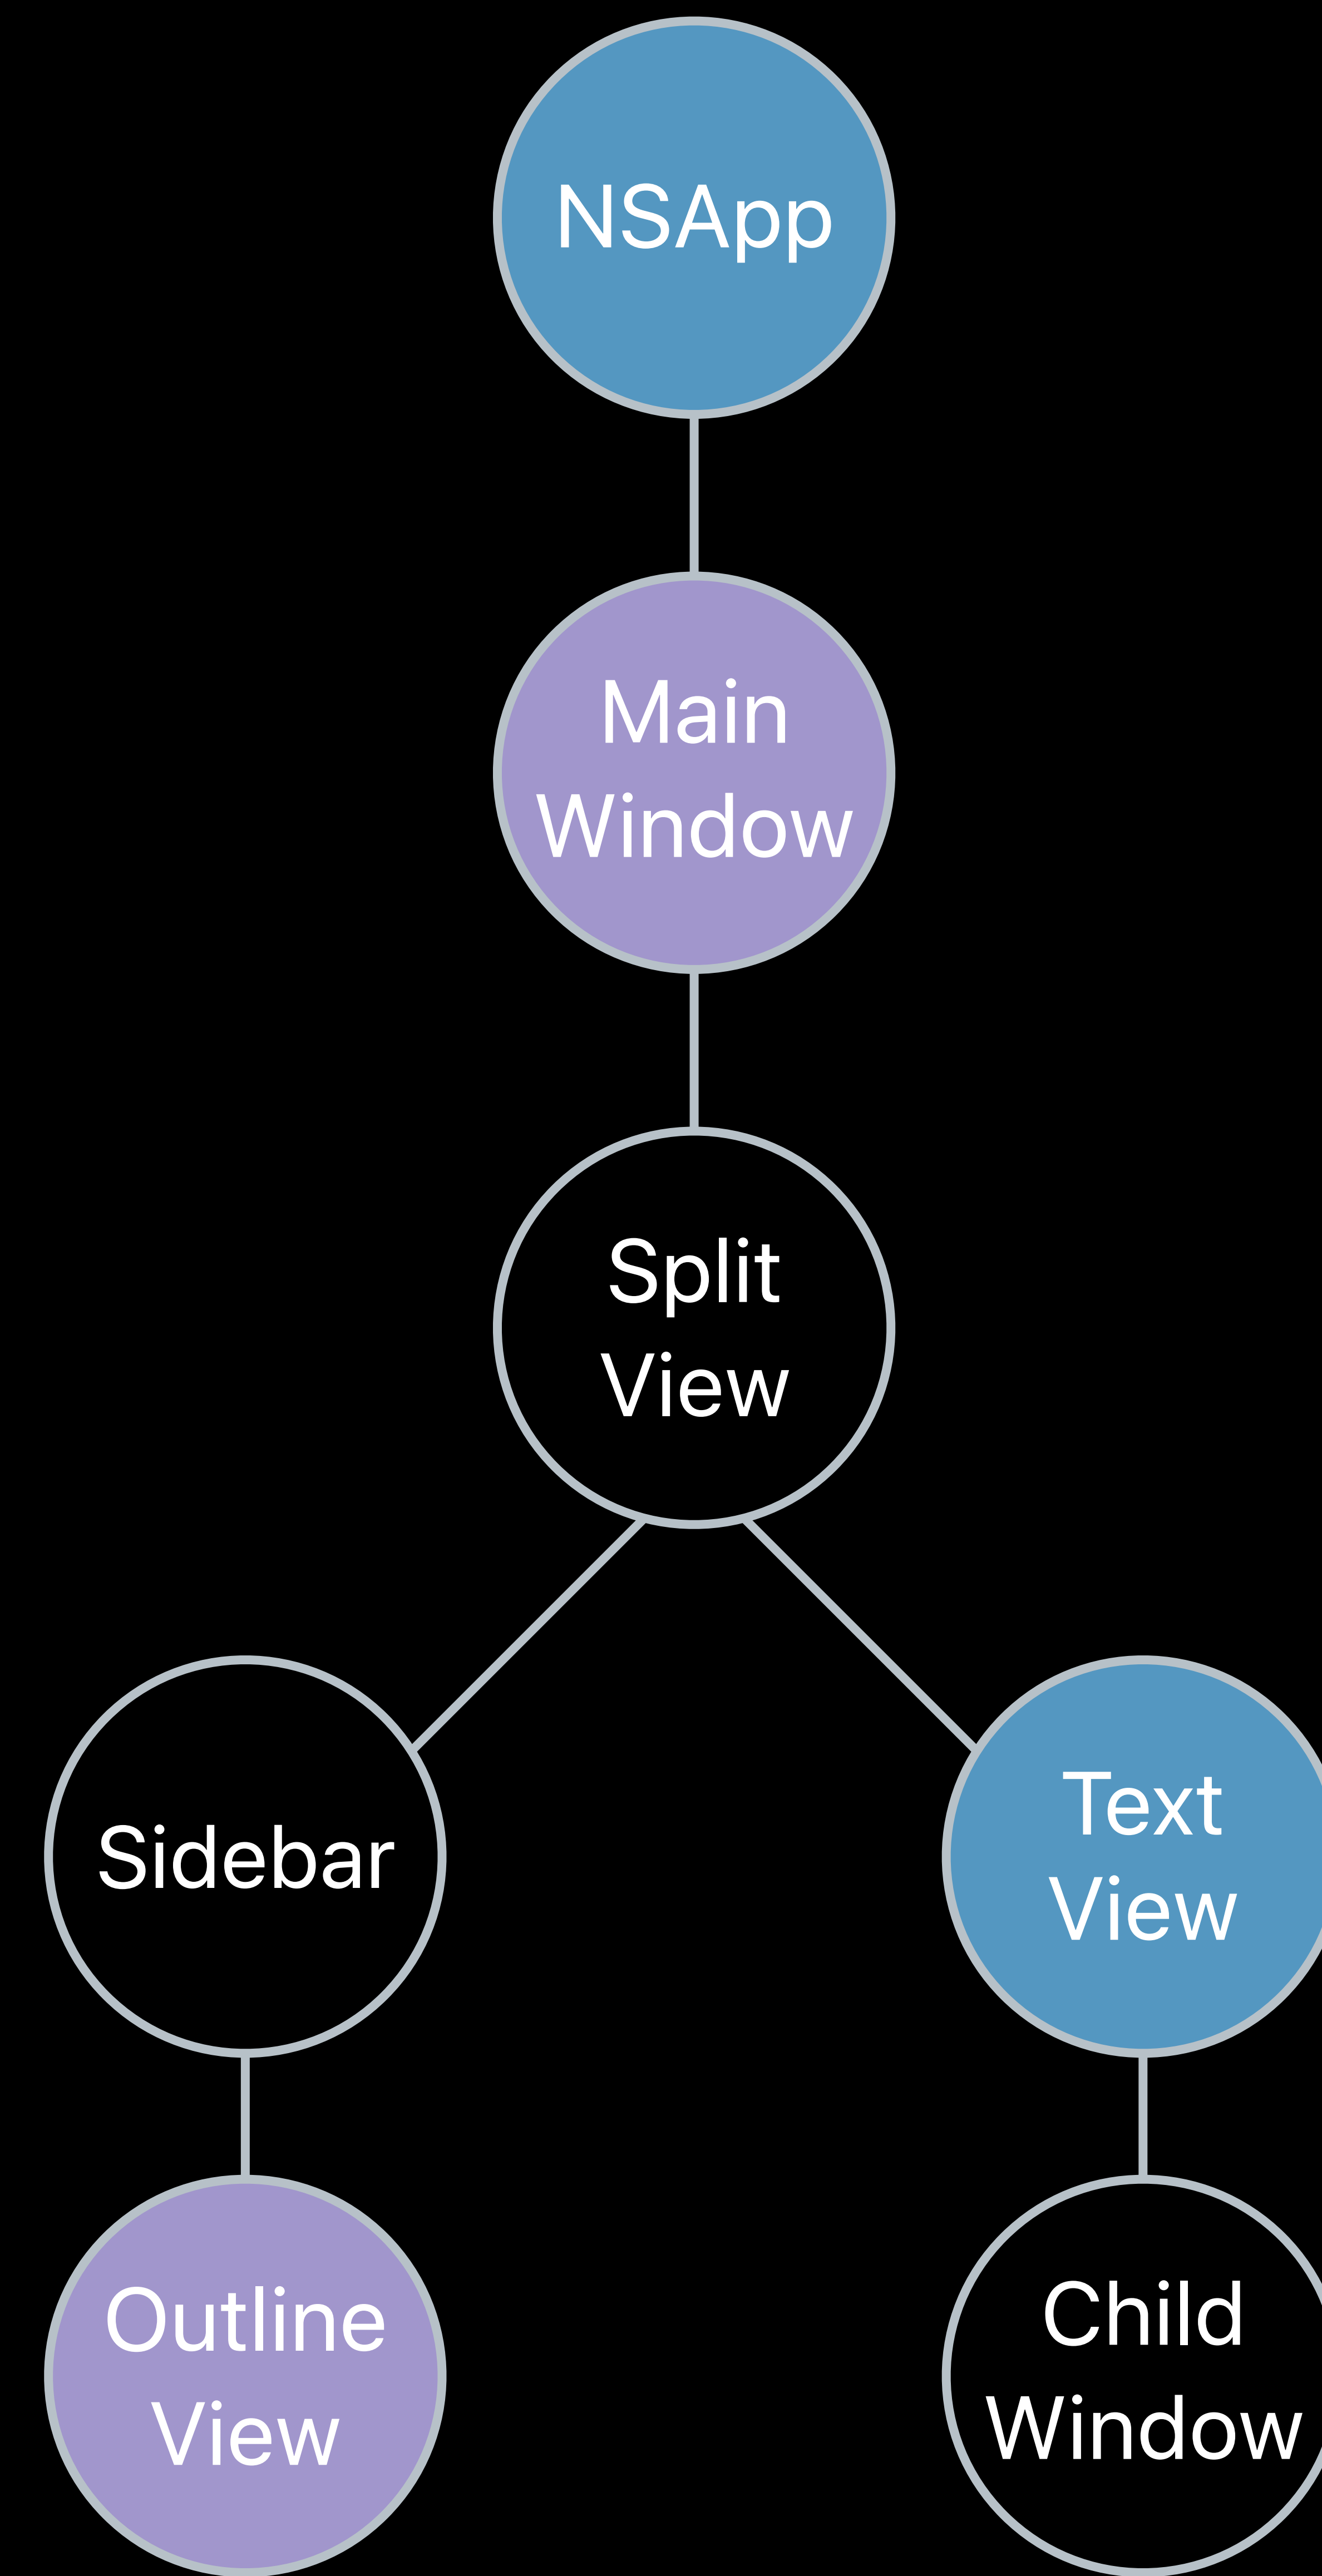 NSApp
Main
Window
Split
View
Sidebar
Text
View
Outline
View
Child
Window